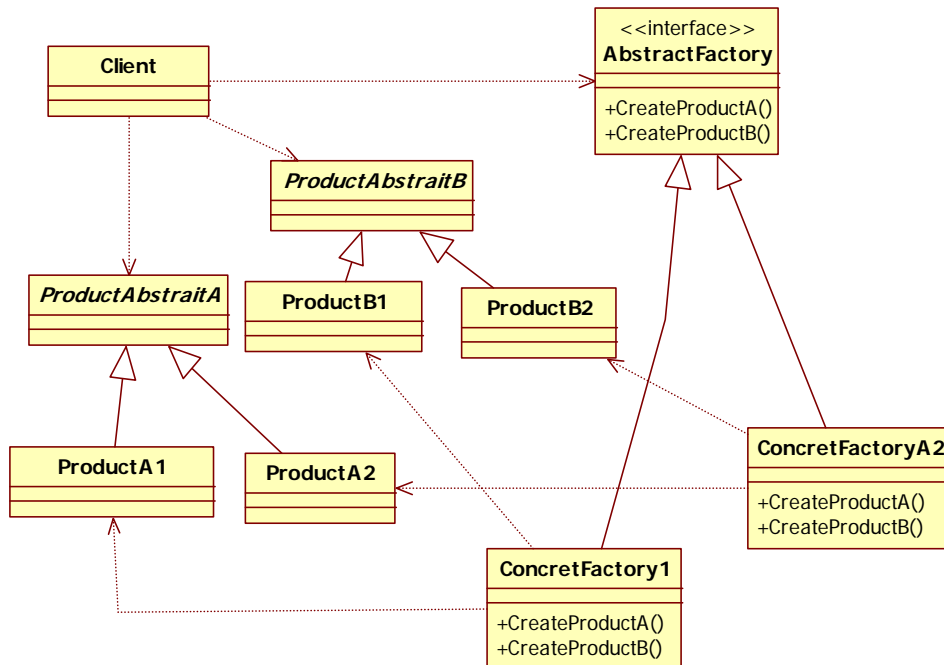 <<interface>>
AbstractFactory
+CreateProductA()
+CreateProductB()
Client
ProductAbstraitB
ProductAbstraitA
ProductB1
ProductB2
ProductA1
ProductA2
ConcretFactoryA2
+CreateProductA()
+CreateProductB()
ConcretFactory1
+CreateProductA()
+CreateProductB()